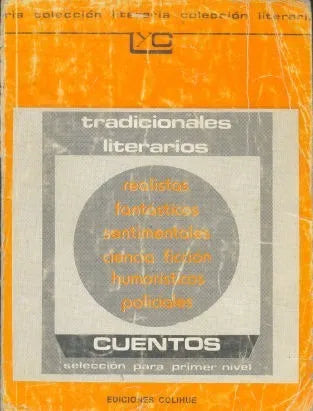 ria colección literaria colección literari
LyC
tradicionales
literarios
realistas
fantásticos
sentimentales
ciencia ficción
humorísticos
policiales
CUENTOS
selección para primer nivel
EDICIONES COLIHUE